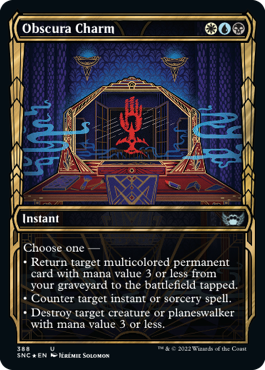 Obscura Charm
Instant
Choose one —
• Return target multicolored permanent
card with mana value 3 or less from
your graveyard to the battlefield tapped.
• Counter target instant or sorcery spell.
• Destroy target creature or planeswalker
with mana value 3 or less.
388 U
SNC ★ EN Jérémie Solomon
™ & © 2022 Wizards of the Coast